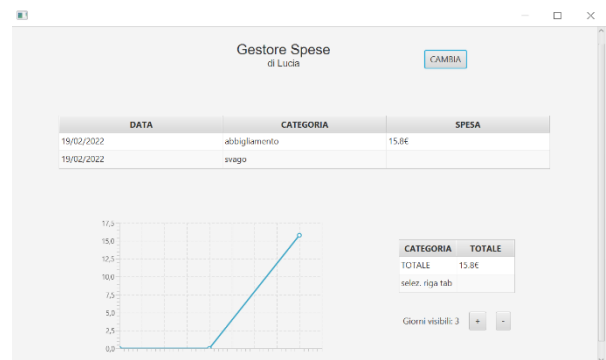 Gestore Spese
di Lucia
CAMBIA
DATA CATEGORIA SPESA
19/02/2022 abbigliamento 15.8€
19/02/2022 svago
17,5
15,0
12,5
10,0
7,5
5,0
2,5
0,0
CATEGORIA TOTALE
TOTALE 15.8€
selez. riga tab
Giorni visibili: 3 + -